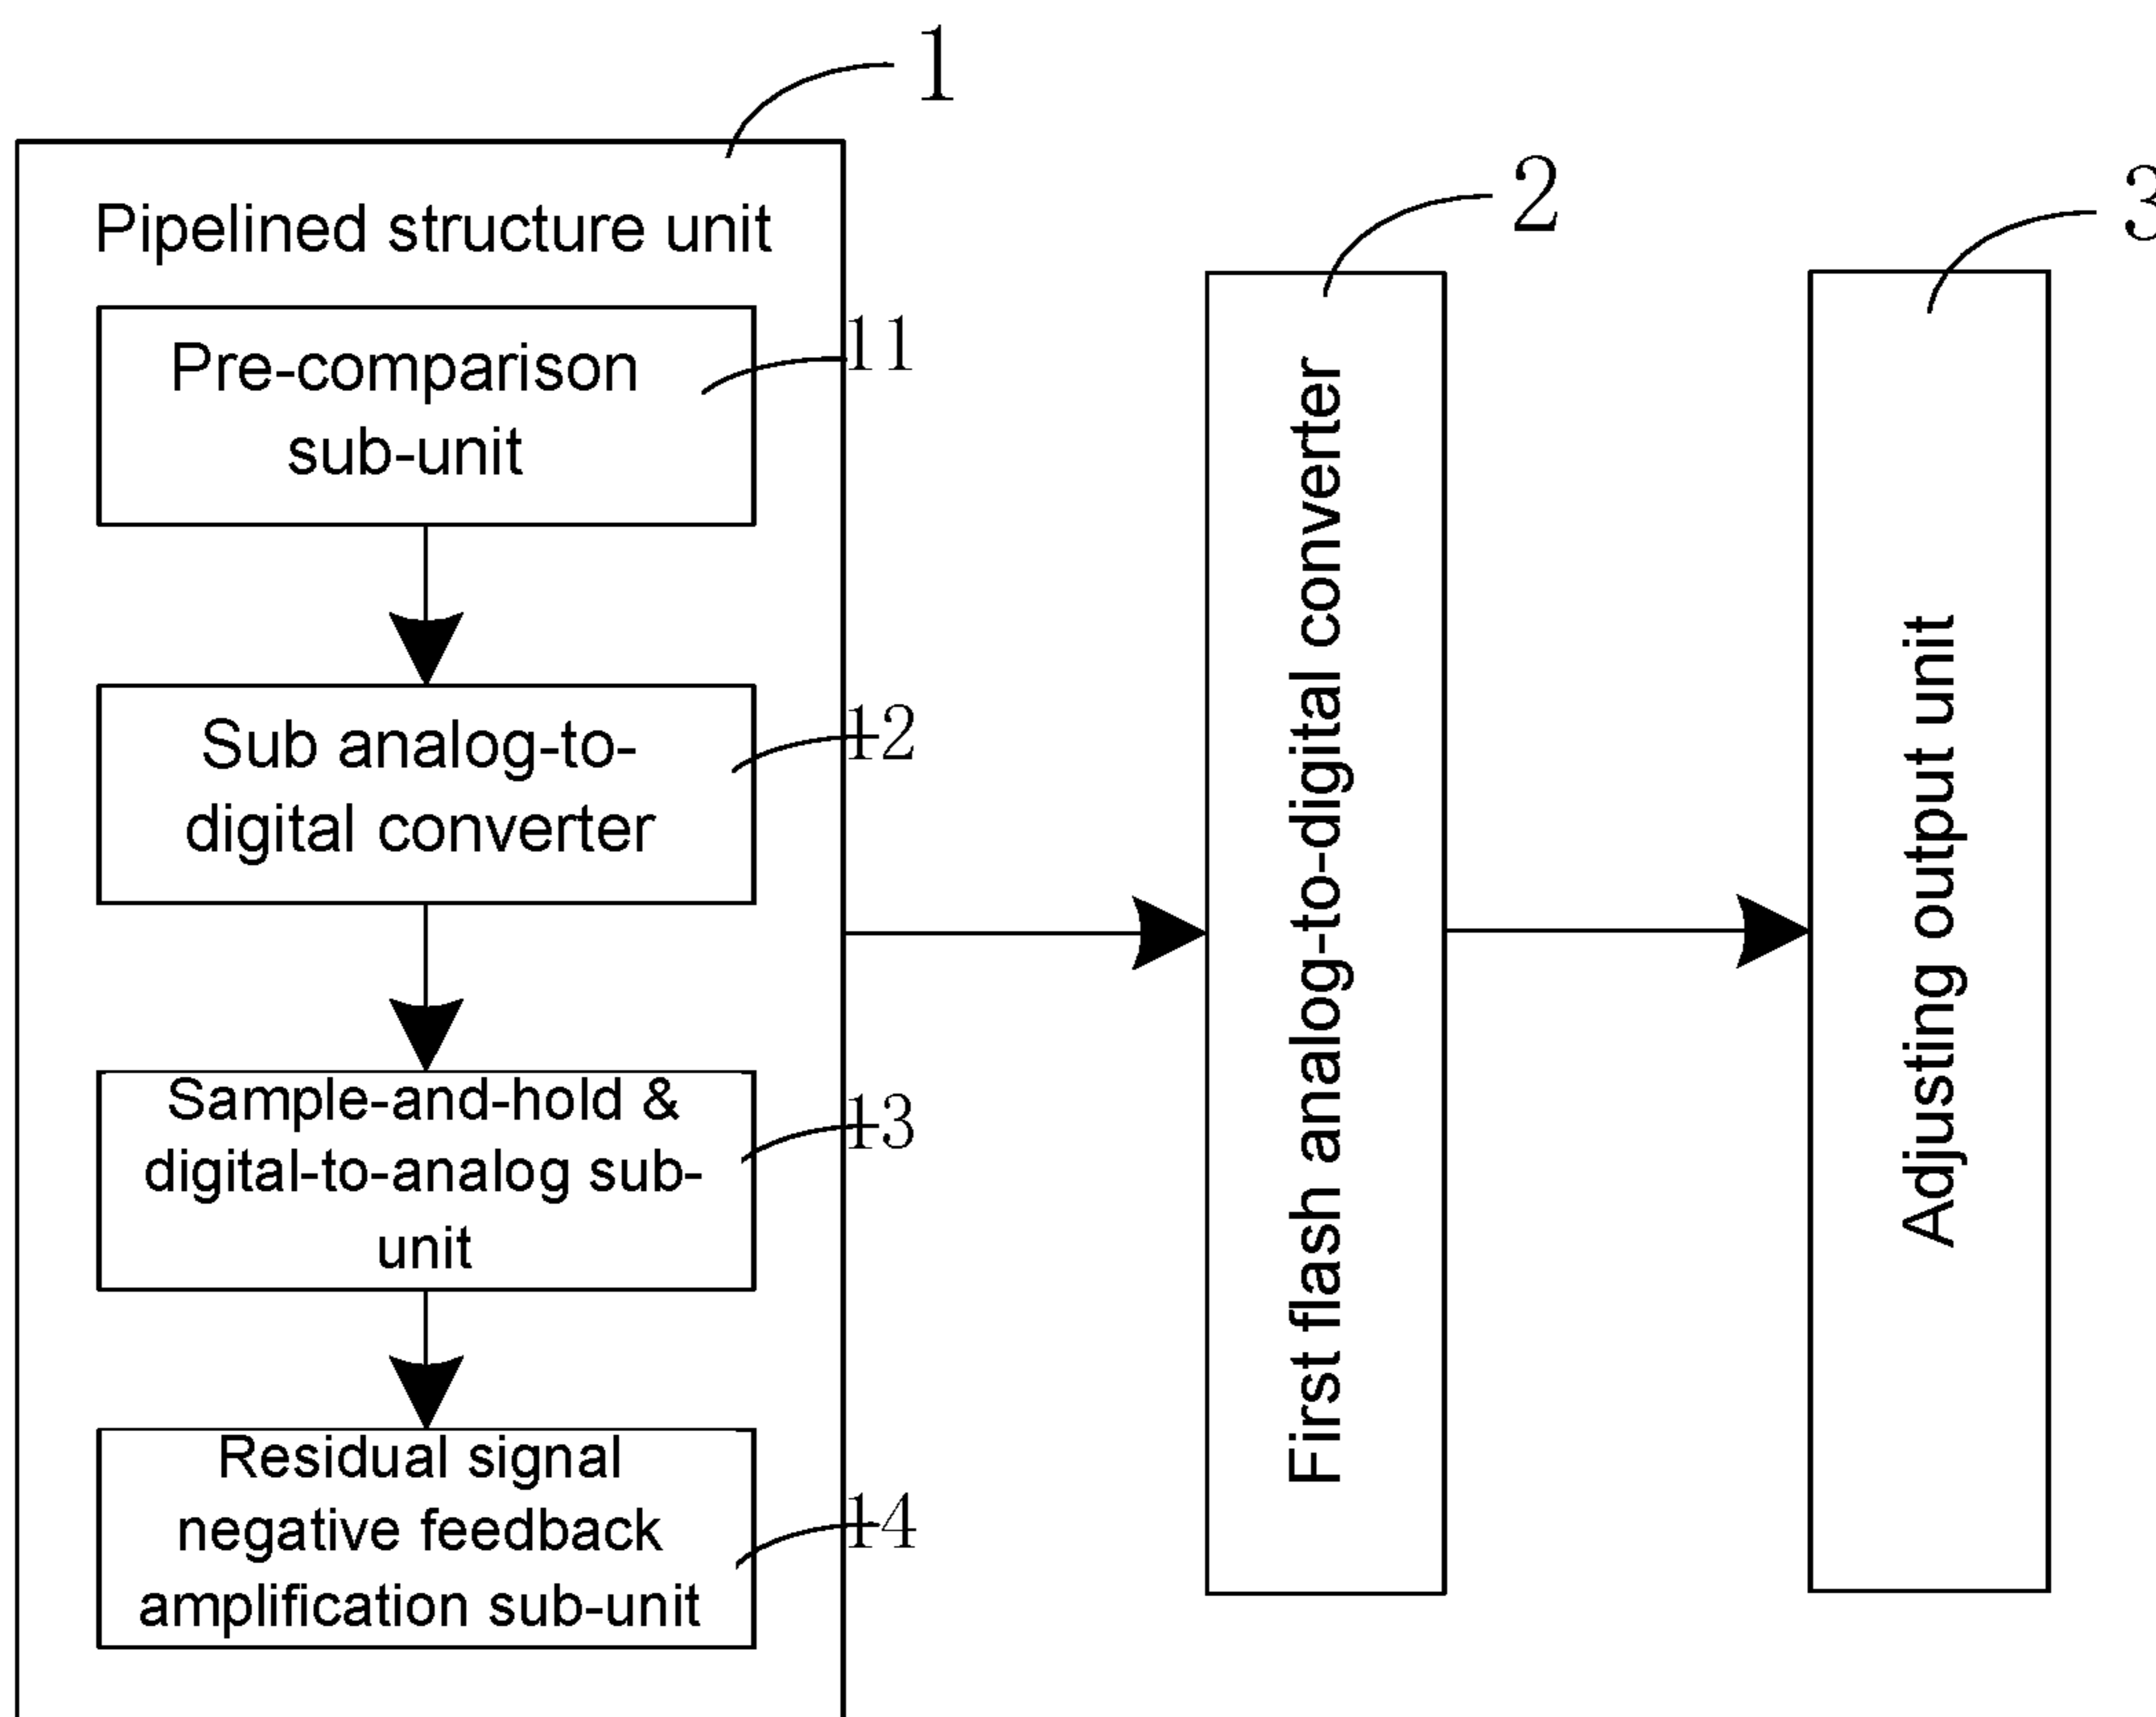 1
Pipelined structure unit
Pre-comparison
sub-unit
11
Sub analog-to-
digital converter
12
Sample-and-hold &
digital-to-analog sub-
unit
13
Residual signal
negative feedback
amplification sub-unit
14
2
First flash analog-to-digital converter
3
Adjusting output unit